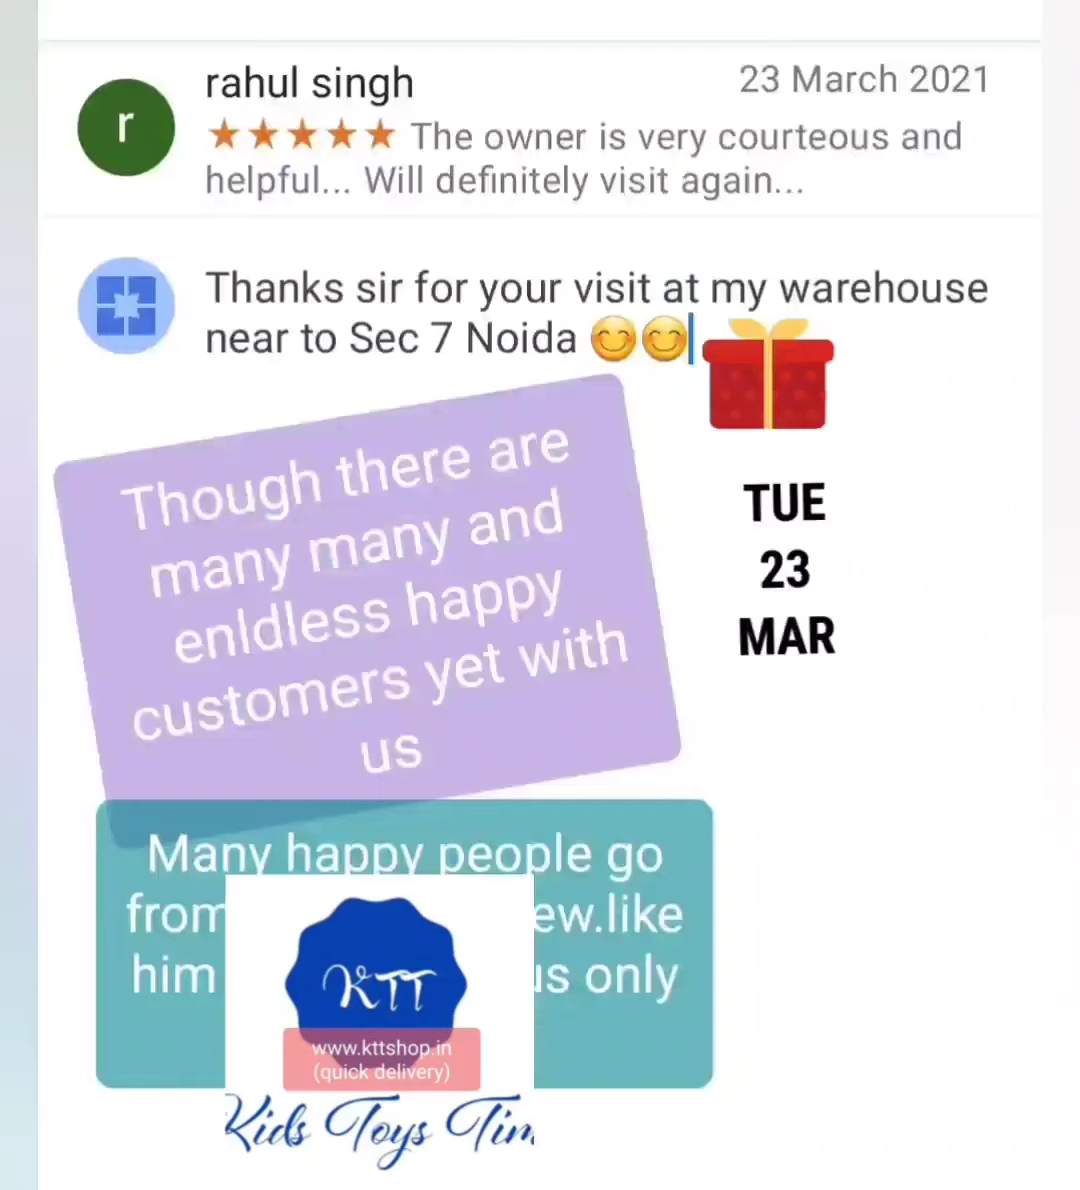 r
rahul singh
23 March 2021
★★★★★ The owner is very courteous and
helpful... Will definitely visit again...
Thanks sir for your visit at my warehouse
near to Sec 7 Noida 😊😊
TUE
23
MAR
Though there are
many many and
enldless happy
customers yet with
us
Many happy people go
from ew.like
him us only
KTT
www.kttshop.in
(quick delivery)
Kids Toys Tim